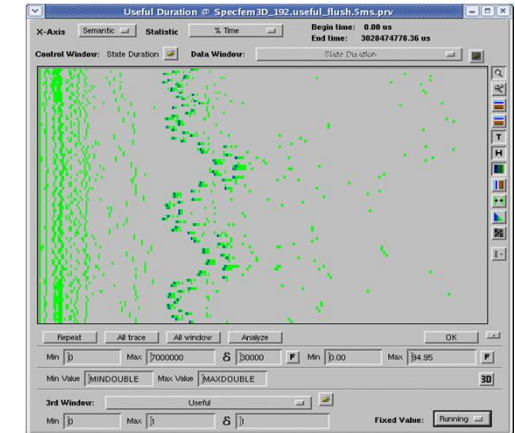 Useful Duration @ Specfem3D_192.useful_flush.5ms.prv
X-Axis Semantic Statistic % Time Begin time: 0.00 us
End time: 3028474778.36 us
Control Window: State Duration Data Window: State Duration
T
H
Repeat All trace All window Analyze OK
Min 0 Max 7000000 δ 30000 F Min 0.00 Max 94.95 F
Min Value MINDOUBLE Max Value MAXDOUBLE 3D
3rd Window: Useful
Min 0 Max 1 δ 1 Fixed Value: Running